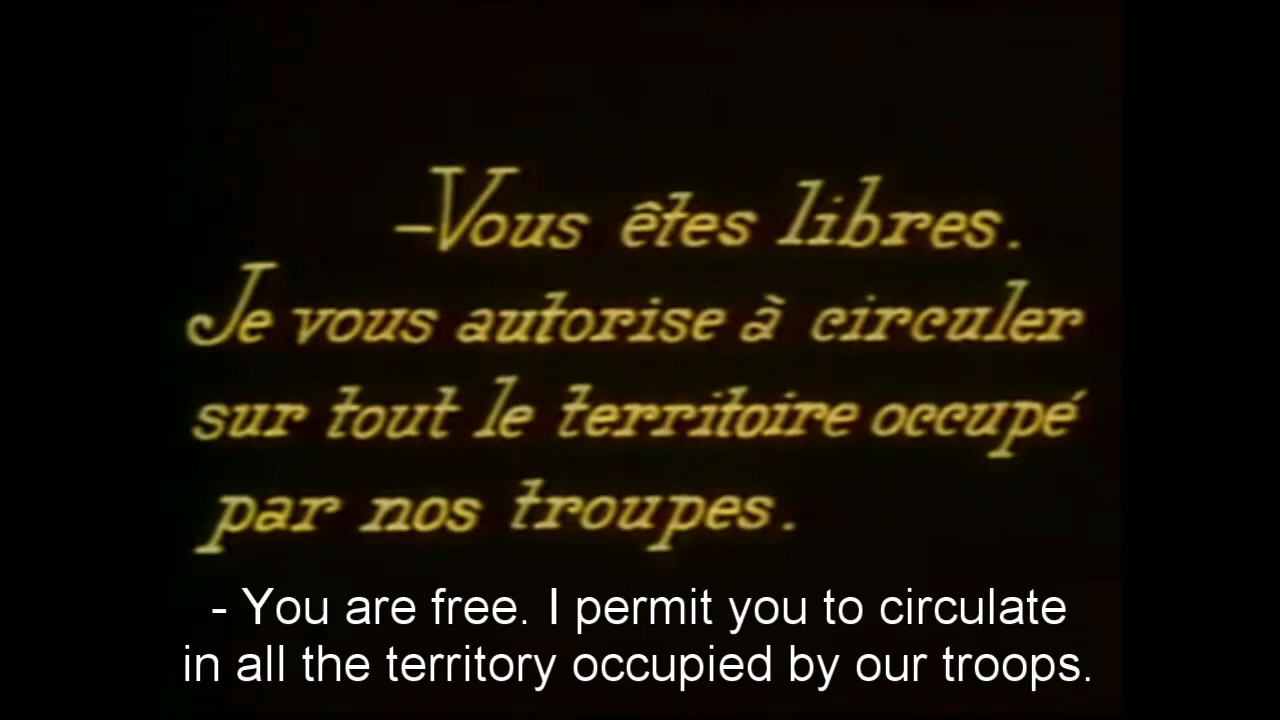 –Vous êtes libres.
Je vous autorise à circuler
sur tout le territoire occupé
par nos troupes.
- You are free. I permit you to circulate
in all the territory occupied by our troops.